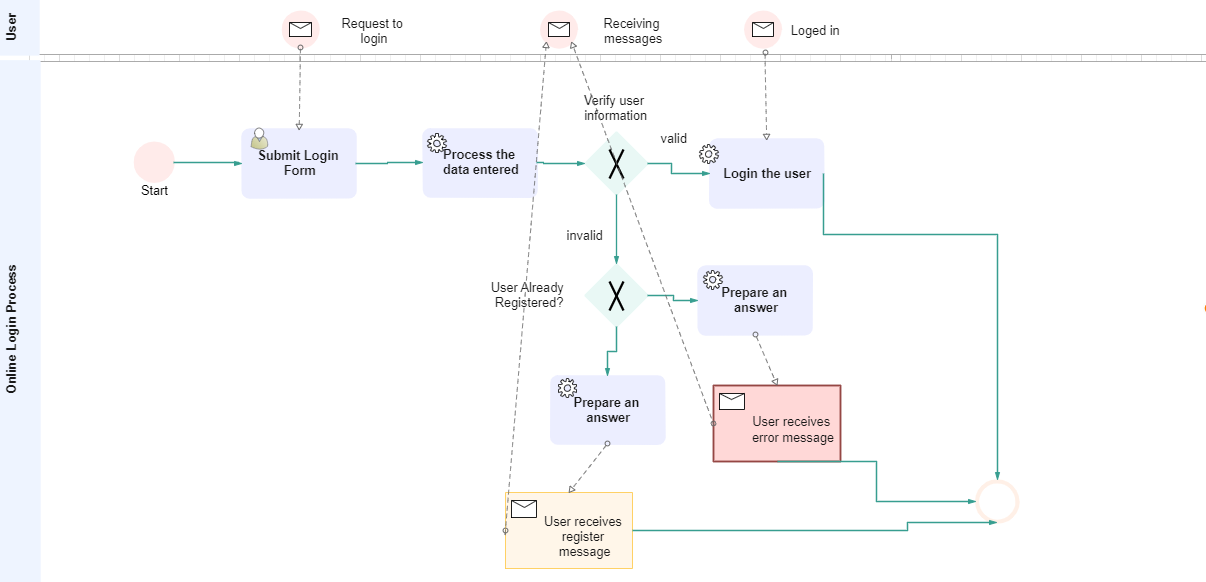 User
Request to
login
Receiving
messages
Loged in
Online Login Process
Start
Submit Login
Form
Process the
data entered
Verify user
information
valid
Login the user
invalid
User Already
Registered?
Prepare an
answer
Prepare an
answer
User receives
error message
User receives
register
message